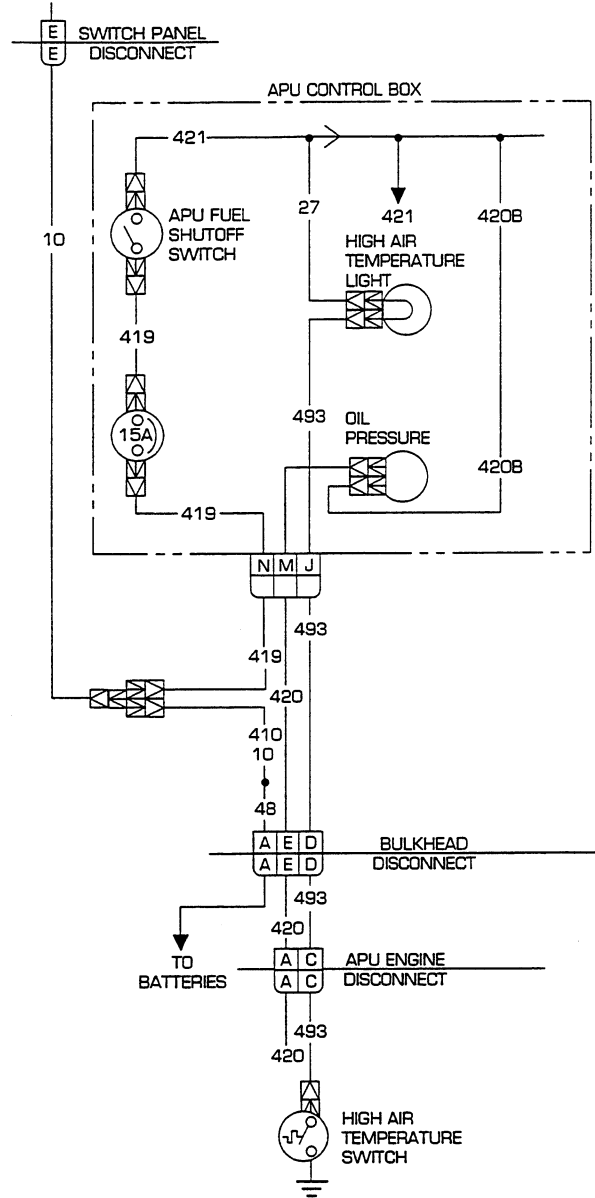 E
E
SWITCH PANEL
DISCONNECT
APU CONTROL BOX
421
27
421
420B
APU FUEL
SHUTOFF
SWITCH
10
HIGH AIR
TEMPERATURE
LIGHT
419
493
OIL
PRESSURE
15A
420B
419
N M J
493
419
420
410
10
48
A E D
A E D
BULKHEAD
DISCONNECT
493
420
TO
BATTERIES
A C
A C
APU ENGINE
DISCONNECT
493
420
HIGH AIR
TEMPERATURE
SWITCH